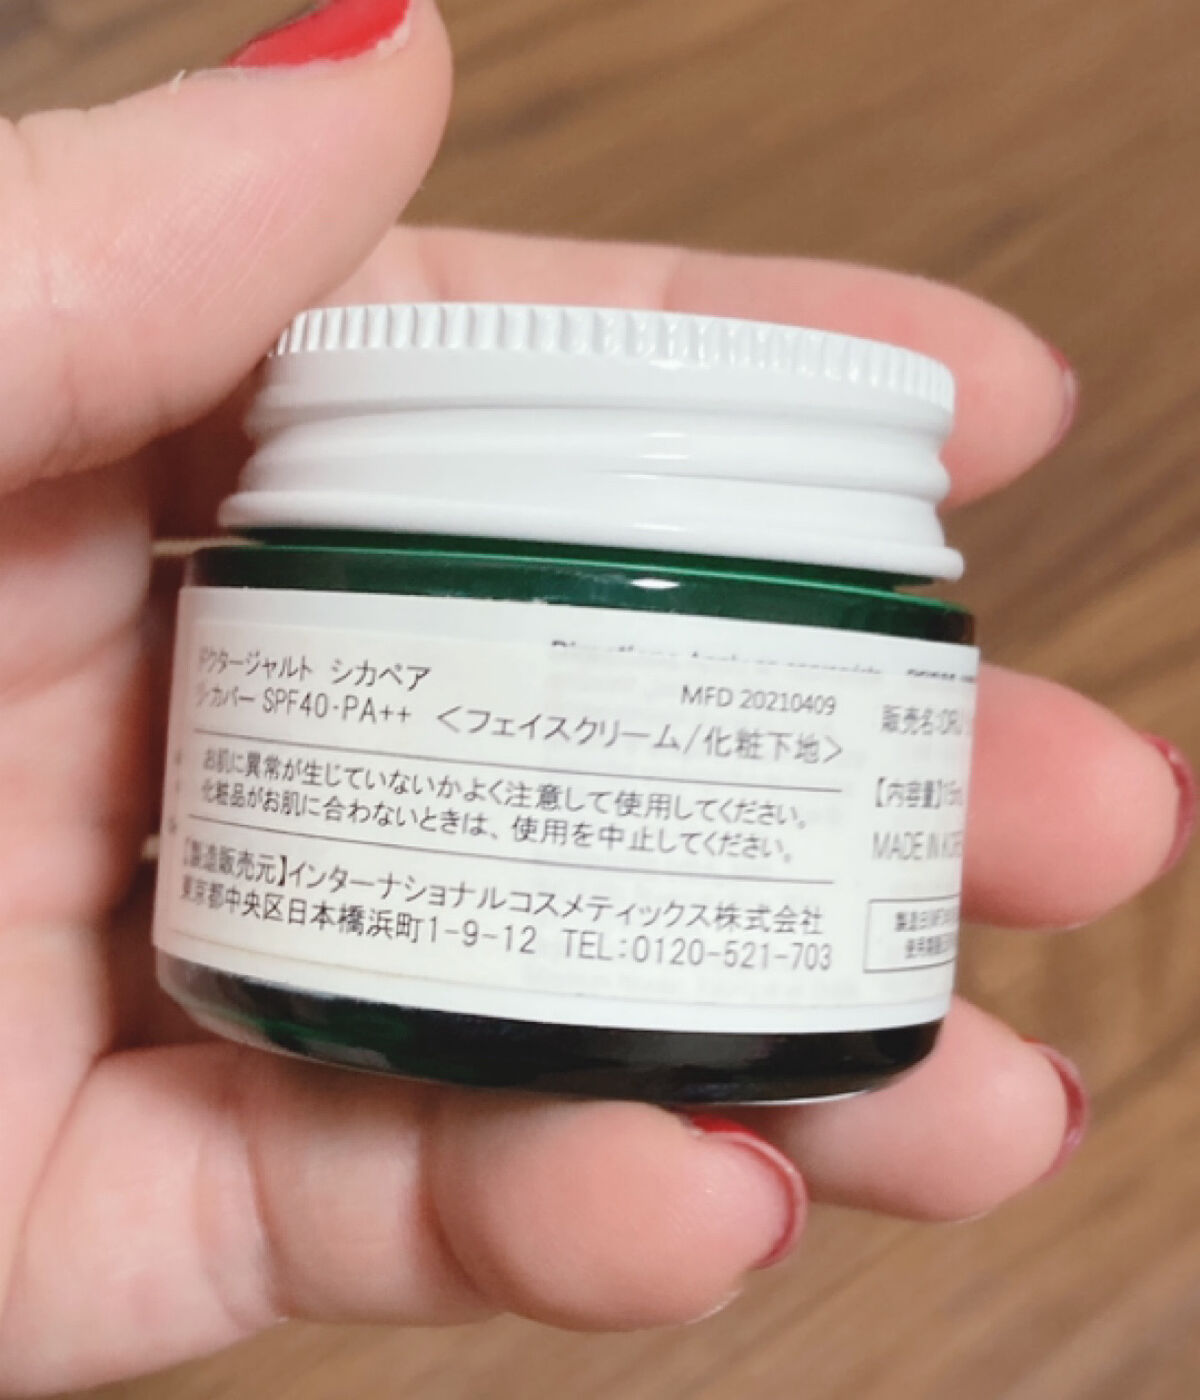 ドクタージャルト シカペア
リ・カバー SPF40・PA++
MFD 20210409
<フェイスクリーム/化粧下地>
お肌に異常が生じていないかよく注意して使用してください。
化粧品がお肌に合わないときは、使用を中止してください。
【製造販売元】インターナショナルコスメティックス株式会社
東京都中央区日本橋浜町1-9-12 TEL:0120-521-703
販売名:DRJ
【内容量】15m
MADE IN KORE